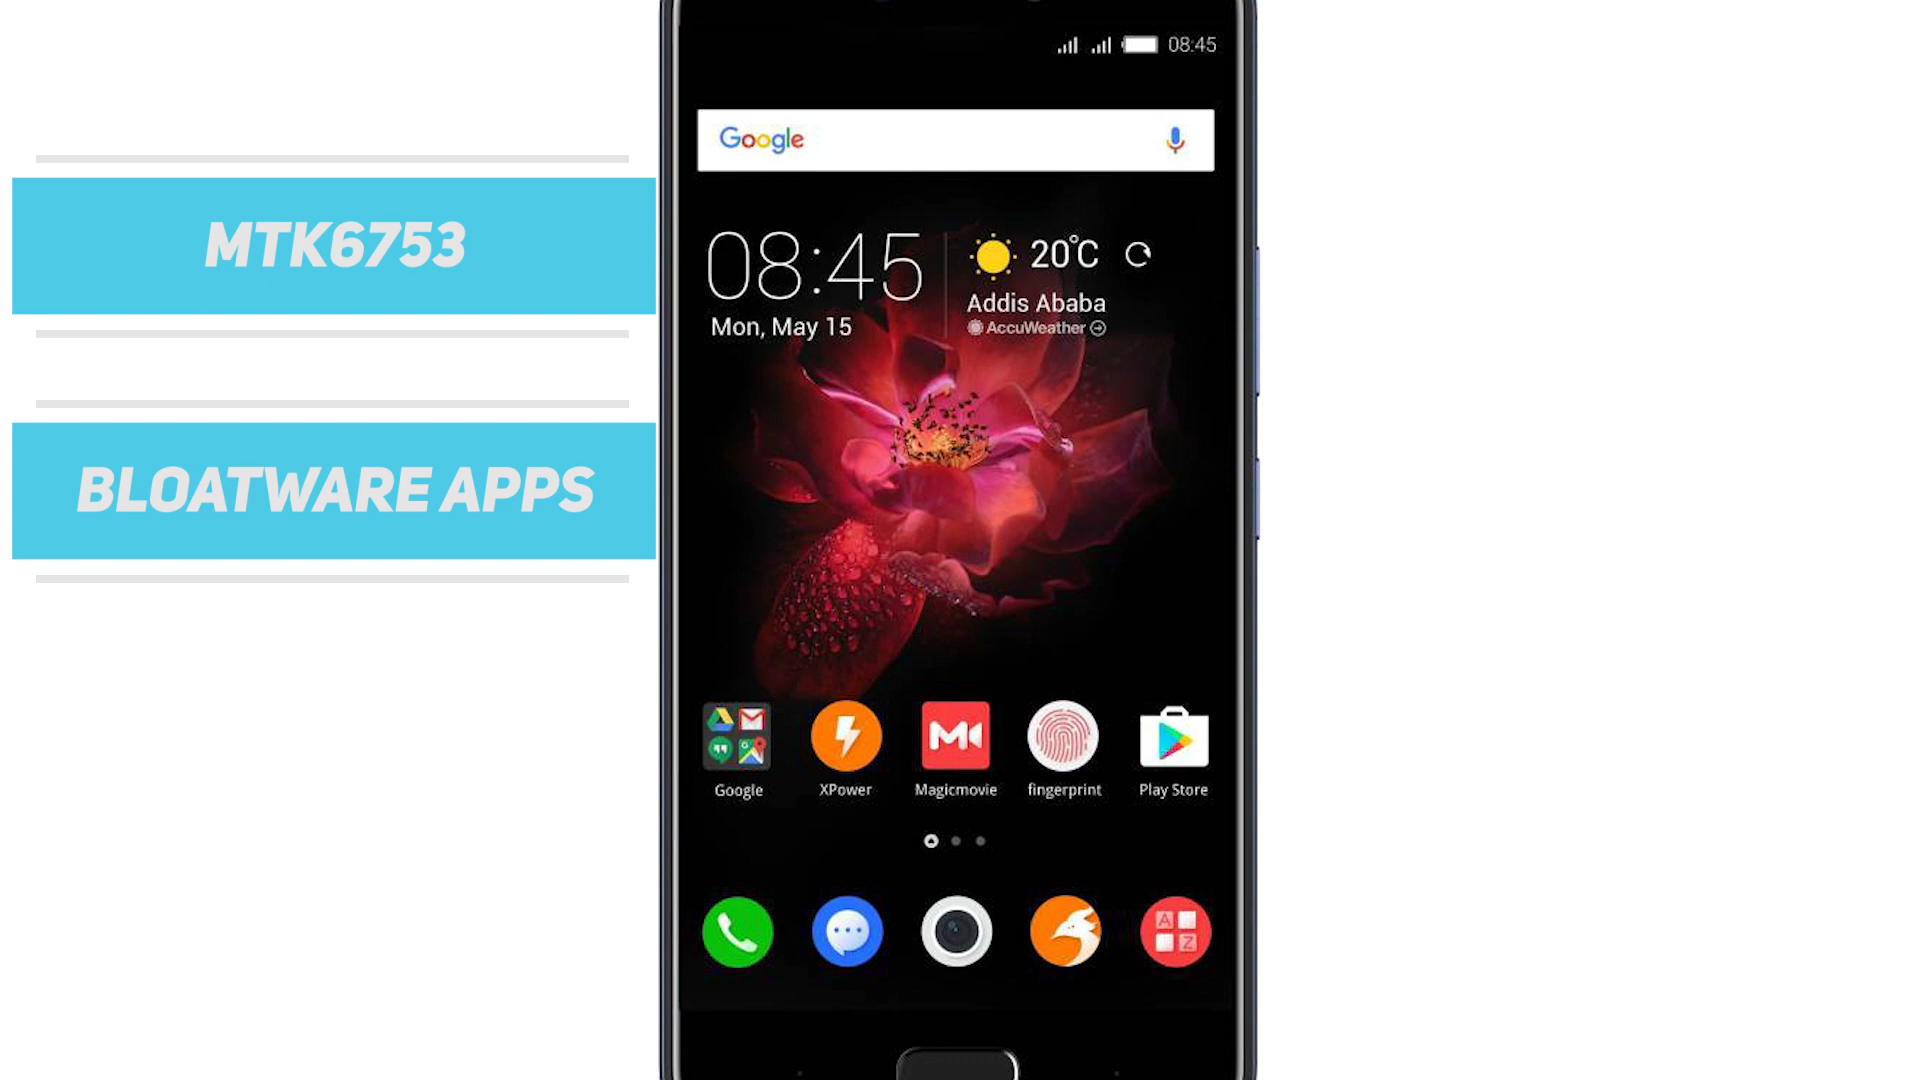 MTK6753
BLOATWARE APPS
08:45
Google
08:45
20°C
Mon, May 15
Addis Ababa
AccuWeather
Google
XPower
Magicmovie
fingerprint
Play Store
A
Z